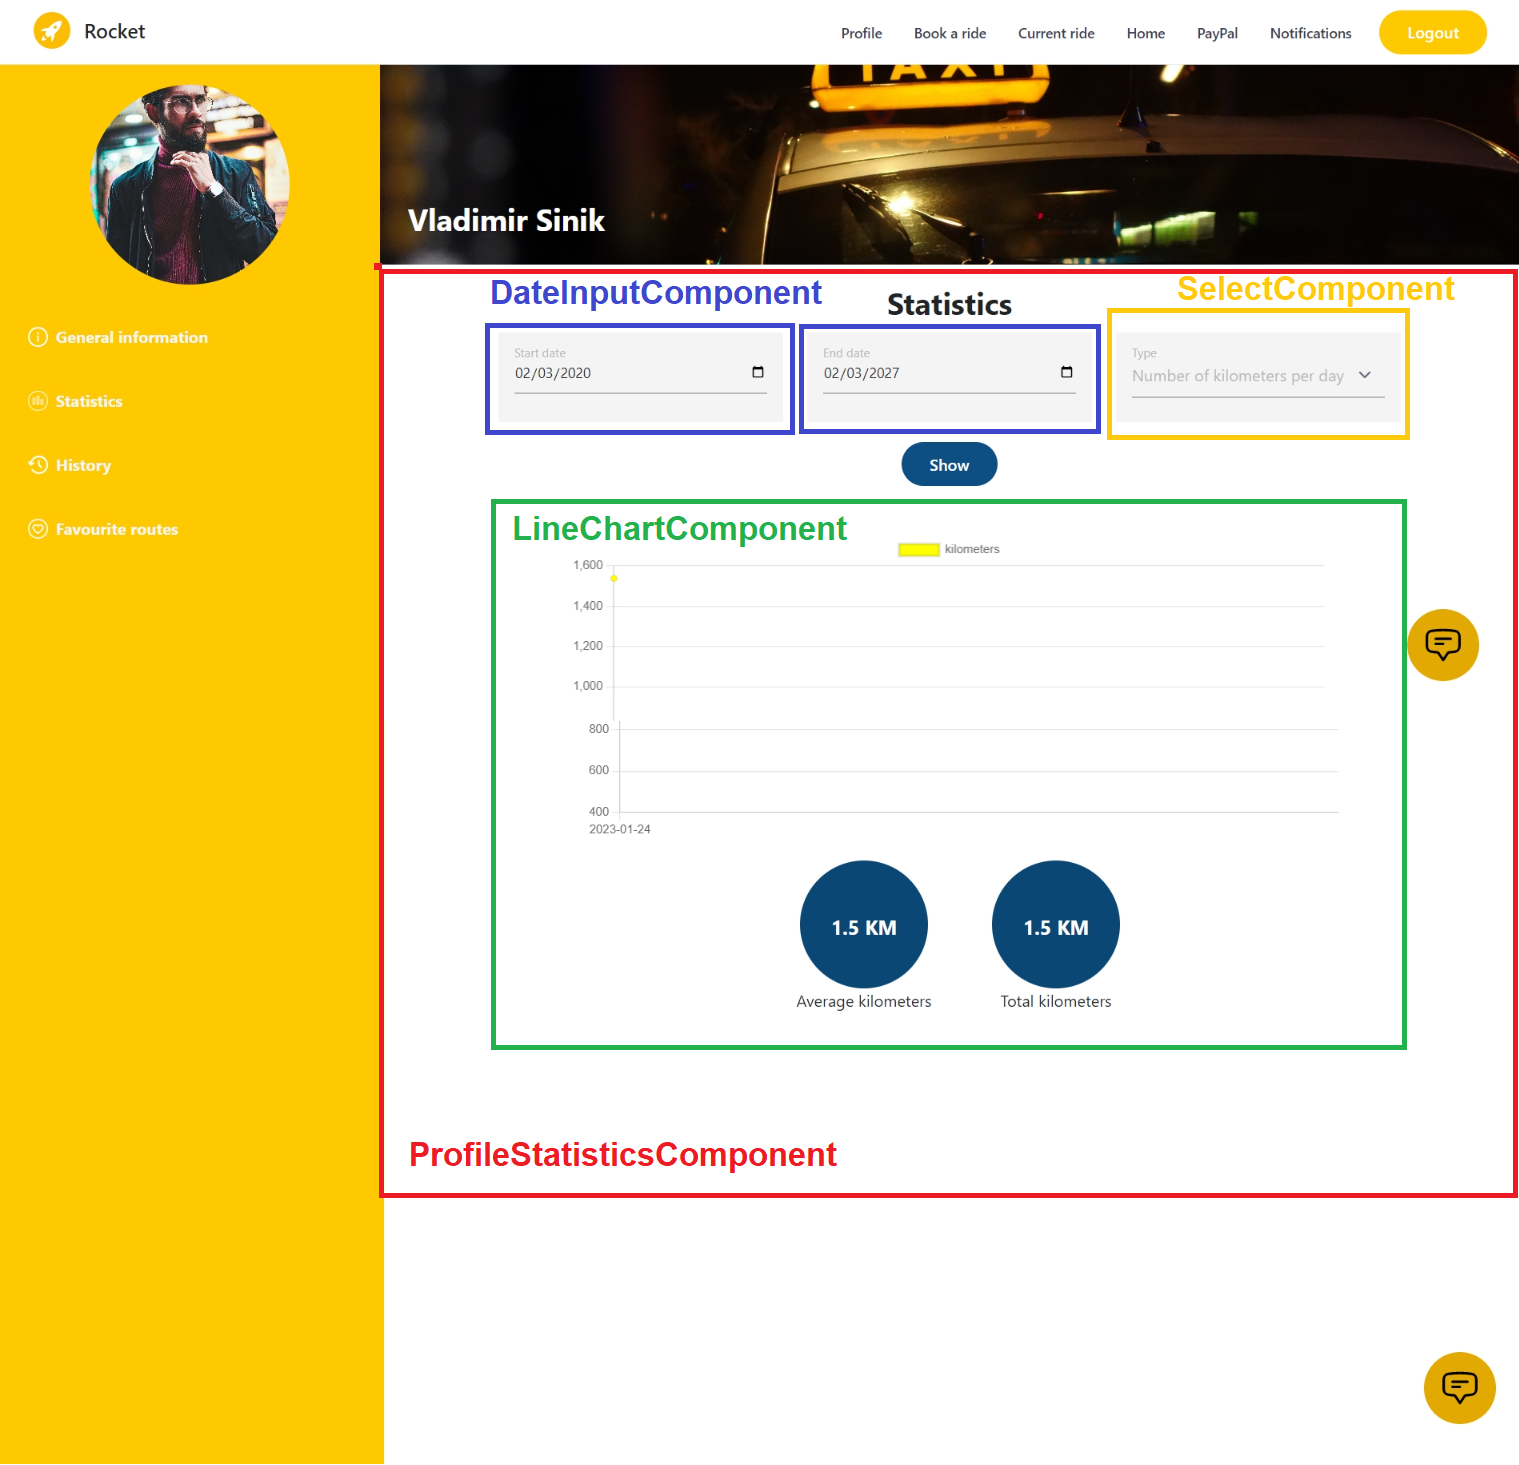 Rocket
Profile Book a ride Current ride Home PayPal Notifications Logout
TAXI
Vladimir Sinik
General information
Statistics
History
Favourite routes
DateInputComponent
Statistics
SelectComponent
Start date
02/03/2020
End date
02/03/2027
Type
Number of kilometers per day
Show
LineChartComponent
kilometers
1,600
1,400
1,200
1,000
800
600
400
2023-01-24
1.5 KM
Average kilometers
1.5 KM
Total kilometers
ProfileStatisticsComponent